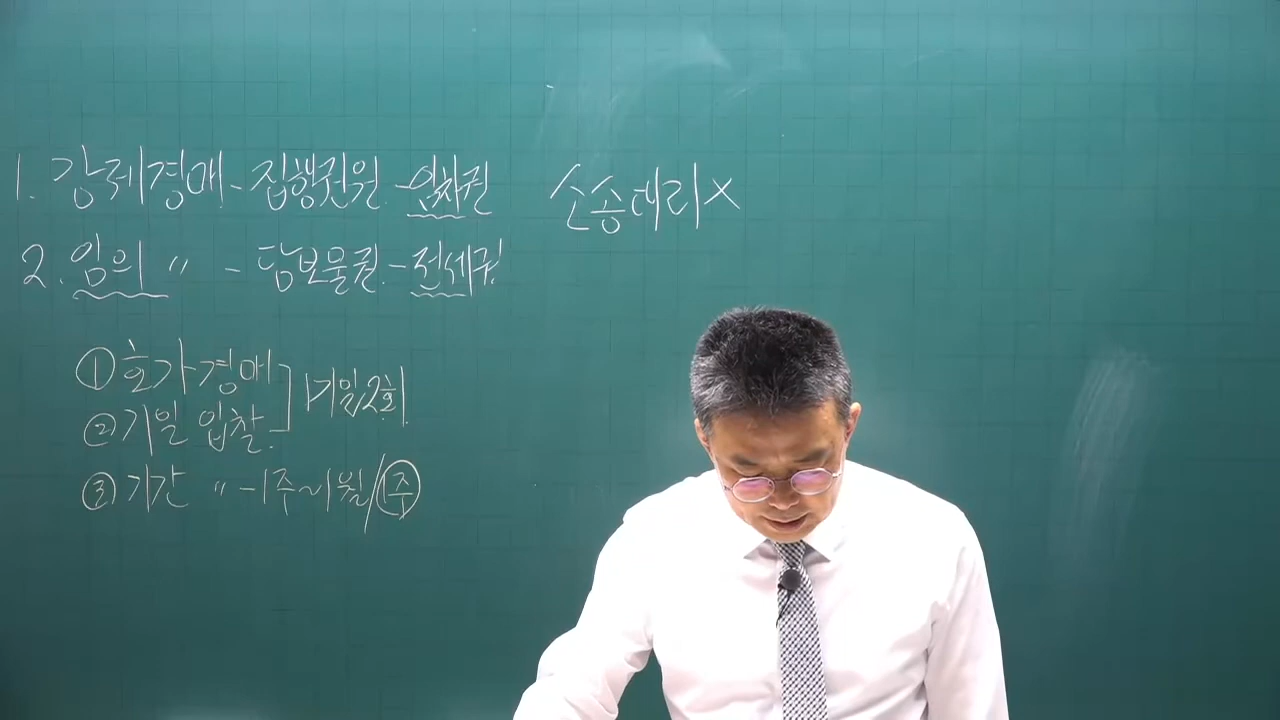 1. 강제경매 - 집행권원 - 임차권 소송대리 X
2. 임의 〃 - 담보물권 - 전세권
① 호가경매
② 기일입찰
1기일 2회
③ 기간 〃 - 1주~1월/1주